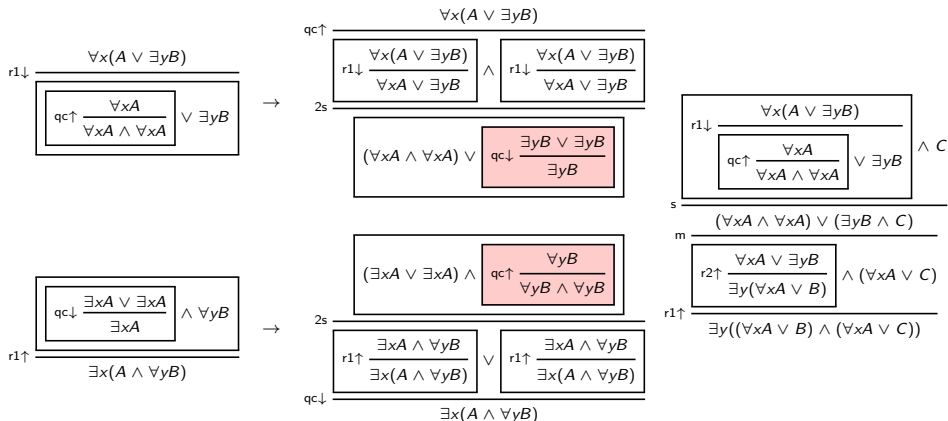 r1↓ ∀x(A ∨ ∃yB)
qc↑ ∀xA
∀xA ∧ ∀xA ∨ ∃yB
→
qc↑ ∀x(A ∨ ∃yB)
r1↓ ∀x(A ∨ ∃yB) ∧ r1↓ ∀x(A ∨ ∃yB)
∀xA ∨ ∃yB ∀xA ∨ ∃yB
2s
(∀xA ∧ ∀xA) ∨ qc↓ ∃yB ∨ ∃yB
∃yB
qc↓ ∃xA ∨ ∃xA
∃xA ∧ ∀yB
r1↑
∃x(A ∧ ∀yB)
→
(∃xA ∨ ∃xA) ∧ qc↑ ∀yB
∀yB ∧ ∀yB
2s
r1↑ ∃xA ∧ ∀yB ∨ r1↑ ∃xA ∧ ∀yB
∃x(A ∧ ∀yB) ∃x(A ∧ ∀yB)
qc↓
∃x(A ∧ ∀yB)
r1↓ ∀x(A ∨ ∃yB)
qc↑ ∀xA
∀xA ∧ ∀xA ∨ ∃yB ∧ C
s
(∀xA ∧ ∀xA) ∨ (∃yB ∧ C)
m
r2↑ ∀xA ∨ ∃yB
∃y(∀xA ∨ B) ∧ (∀xA ∨ C)
r1↑
∃y((∀xA ∨ B) ∧ (∀xA ∨ C))